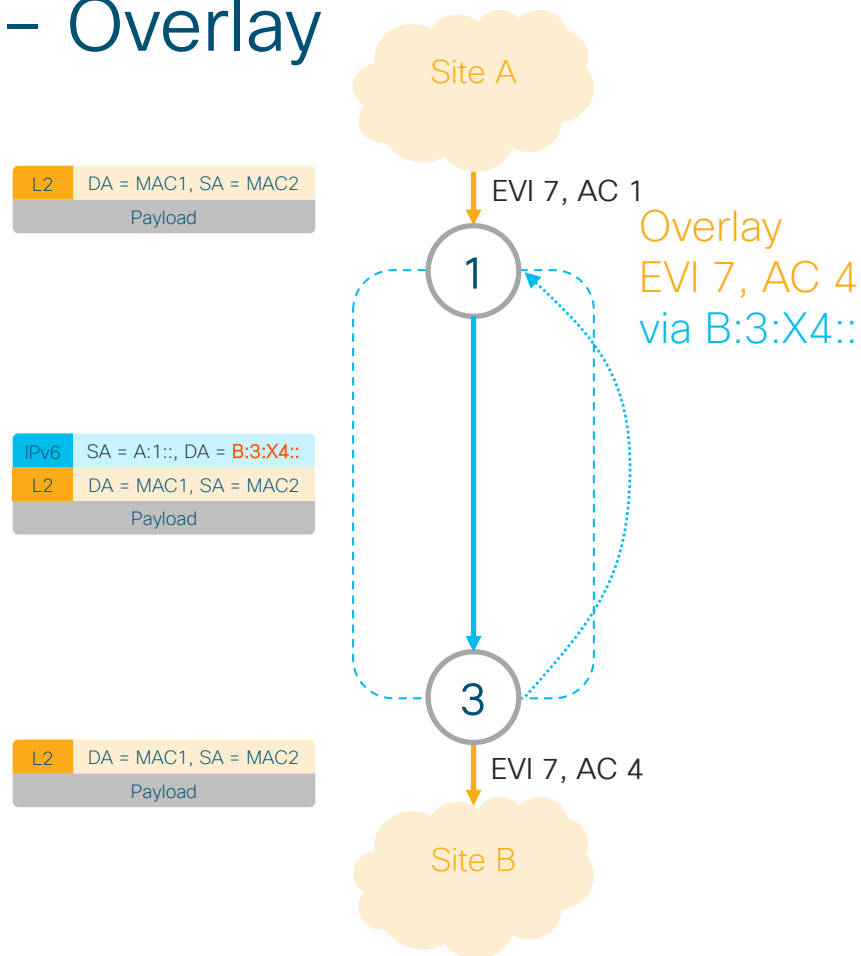 – Overlay
Site A
L2 DA = MAC1, SA = MAC2
Payload
EVI 7, AC 1
1
Overlay
EVI 7, AC 4
via B:3:X4::
IPv6 SA = A:1::, DA = B:3:X4::
L2 DA = MAC1, SA = MAC2
Payload
3
L2 DA = MAC1, SA = MAC2
Payload
EVI 7, AC 4
Site B